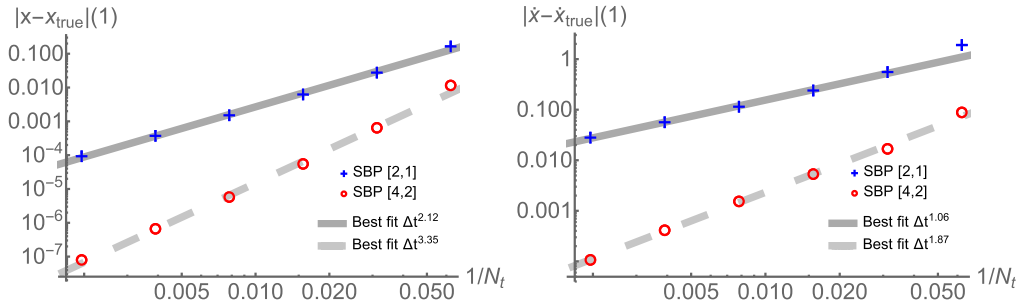 |x−x_true|(1)
0.100
0.010
0.001
10⁻⁴
10⁻⁵
10⁻⁶
10⁻⁷
SBP [2,1]
SBP [4,2]
Best fit Δt^2.12
Best fit Δt^3.35
0.005 0.010 0.020 0.050 1/N_t
|ẋ−ẋ_true|(1)
1
0.100
0.010
0.001
SBP [2,1]
SBP [4,2]
Best fit Δt^1.06
Best fit Δt^1.87
0.005 0.010 0.020 0.050 1/N_t